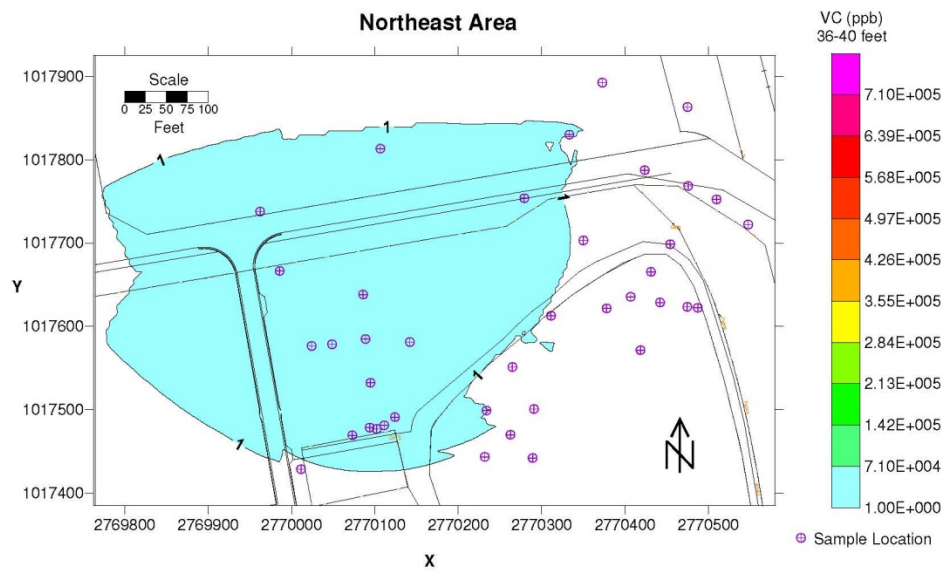 Northeast Area
VC (ppb)
36-40 feet
Scale
0 25 50 75 100
Feet
1017900
1017800
1017700
1017600
1017500
1017400
Y
1
1
1
1
1
7.10E+005
6.39E+005
5.68E+005
4.97E+005
4.26E+005
3.55E+005
2.84E+005
2.13E+005
1.42E+005
7.10E+004
1.00E+000
N
2769800 2769900 2770000 2770100 2770200 2770300 2770400 2770500
X
Sample Location